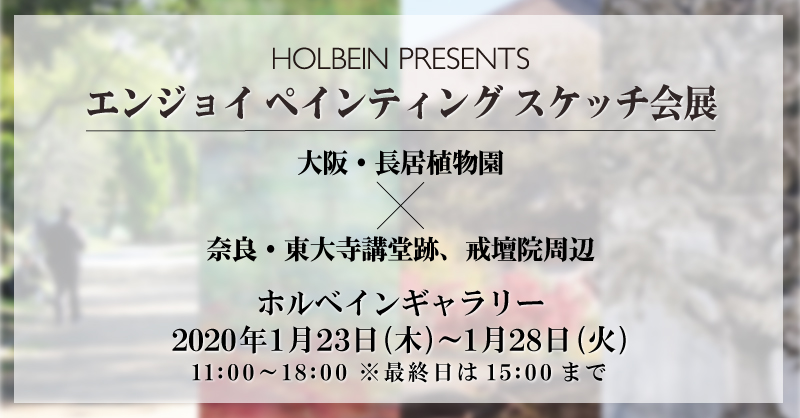 HOLBEIN PRESENTS
エンジョイ ペインティング スケッチ会展
大阪・長居植物園
×
奈良・東大寺講堂跡、戒壇院周辺
ホルベインギャラリー
2020年1月23日(木)~1月28日(火)
11:00~18:00 ※最終日は15:00まで